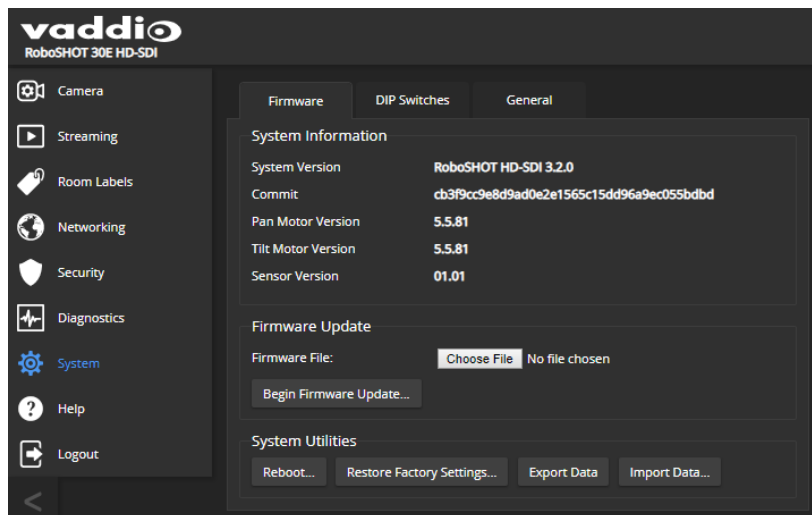 vaddio
RoboSHOT 30E HD-SDI
Camera
Streaming
Room Labels
Networking
Security
Diagnostics
System
Help
Logout
<
Firmware DIP Switches General
System Information
System Version RoboSHOT HD-SDI 3.2.0
Commit cb3f9cc9e8d9ad0e2e1565c15dd96a9ec055bdbd
Pan Motor Version 5.5.81
Tilt Motor Version 5.5.81
Sensor Version 01.01
Firmware Update
Firmware File: Choose File No file chosen
Begin Firmware Update...
System Utilities
Reboot... Restore Factory Settings... Export Data Import Data...